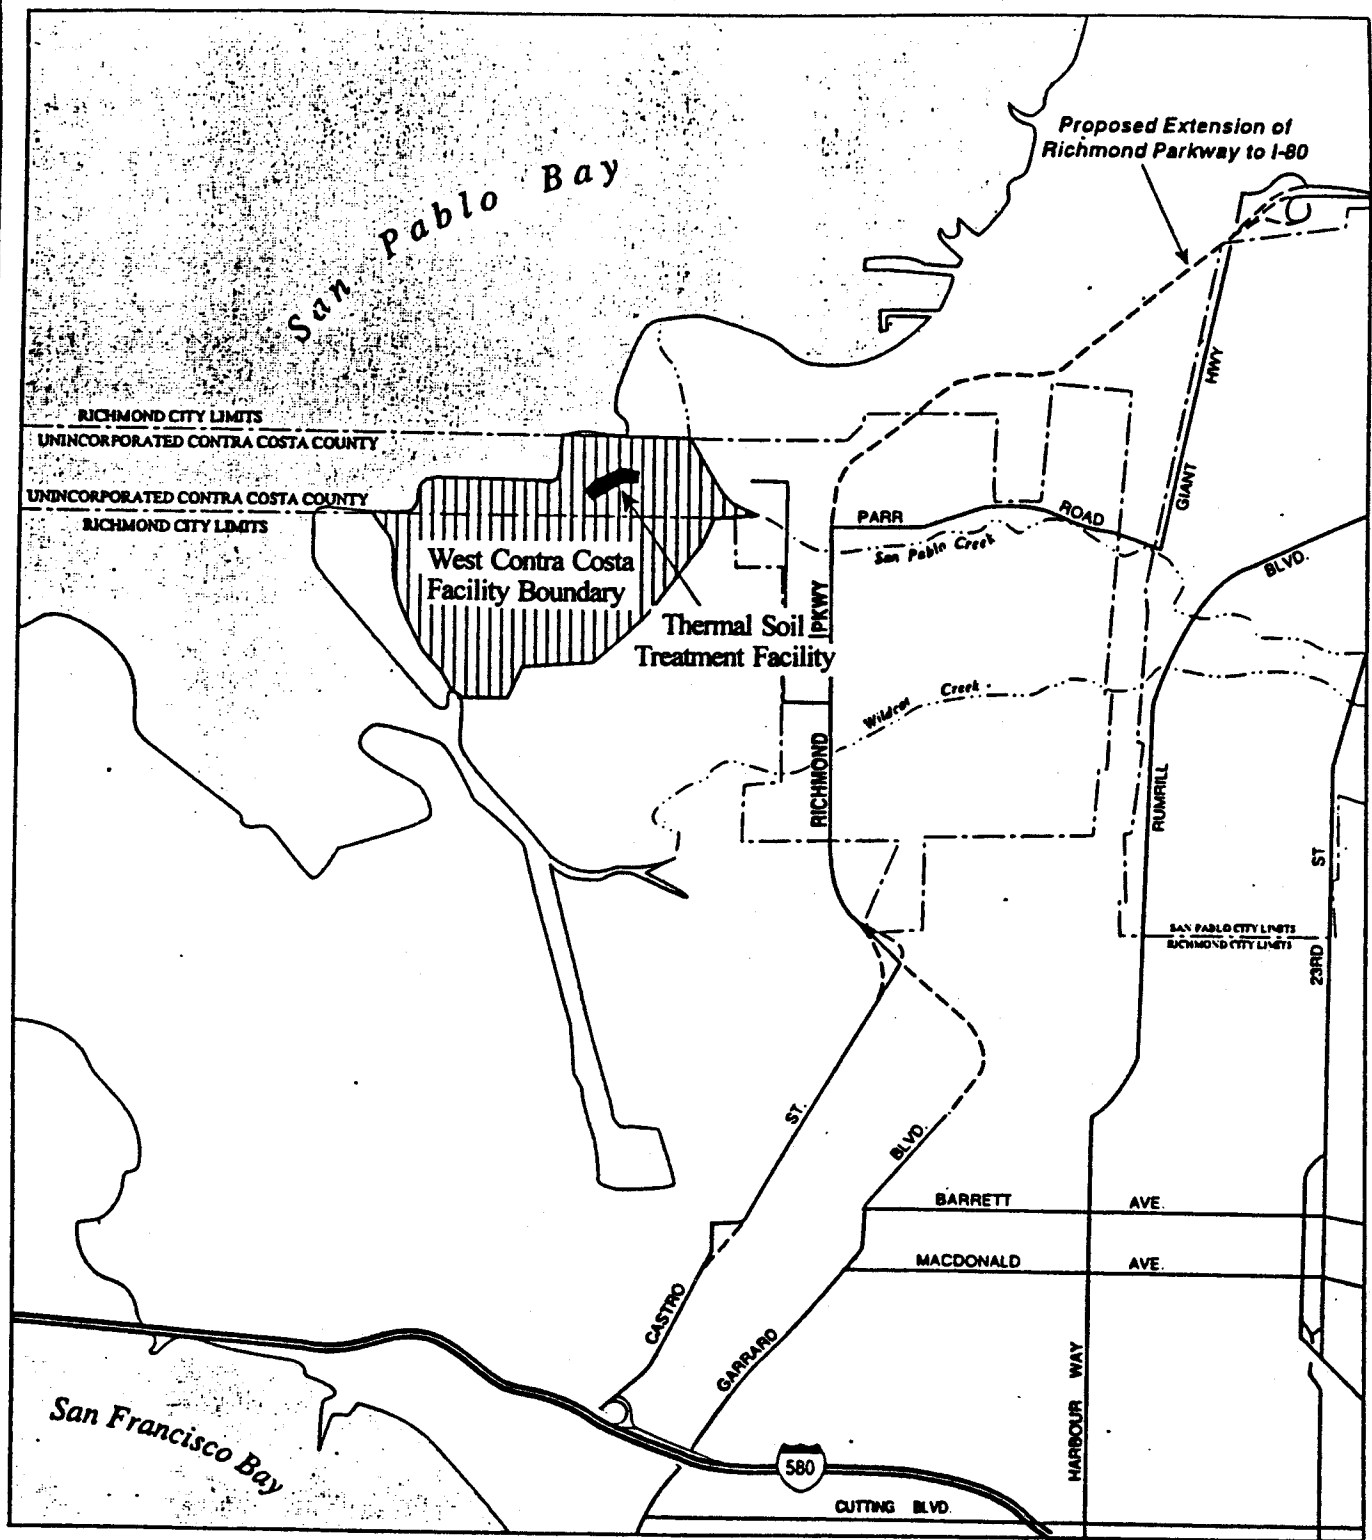 Proposed Extension of
Richmond Parkway to I-80
San Pablo Bay
RICHMOND CITY LIMITS
UNINCORPORATED CONTRA COSTA COUNTY
UNINCORPORATED CONTRA COSTA COUNTY
RICHMOND CITY LIMITS
West Contra Costa
Facility Boundary
Thermal Soil
Treatment Facility
PARR ROAD
San Pablo Creek
GIANT HWY
BLVD.
RICHMOND PKWY
Wildcat Creek
RUMRILL
SAN PABLO CITY LIMITS
RICHMOND CITY LIMITS
23RD ST
CASTRO ST.
GARRARD BLVD.
BARRETT AVE.
MACDONALD AVE.
HARBOUR WAY
San Francisco Bay
580
CUTTING BLVD.